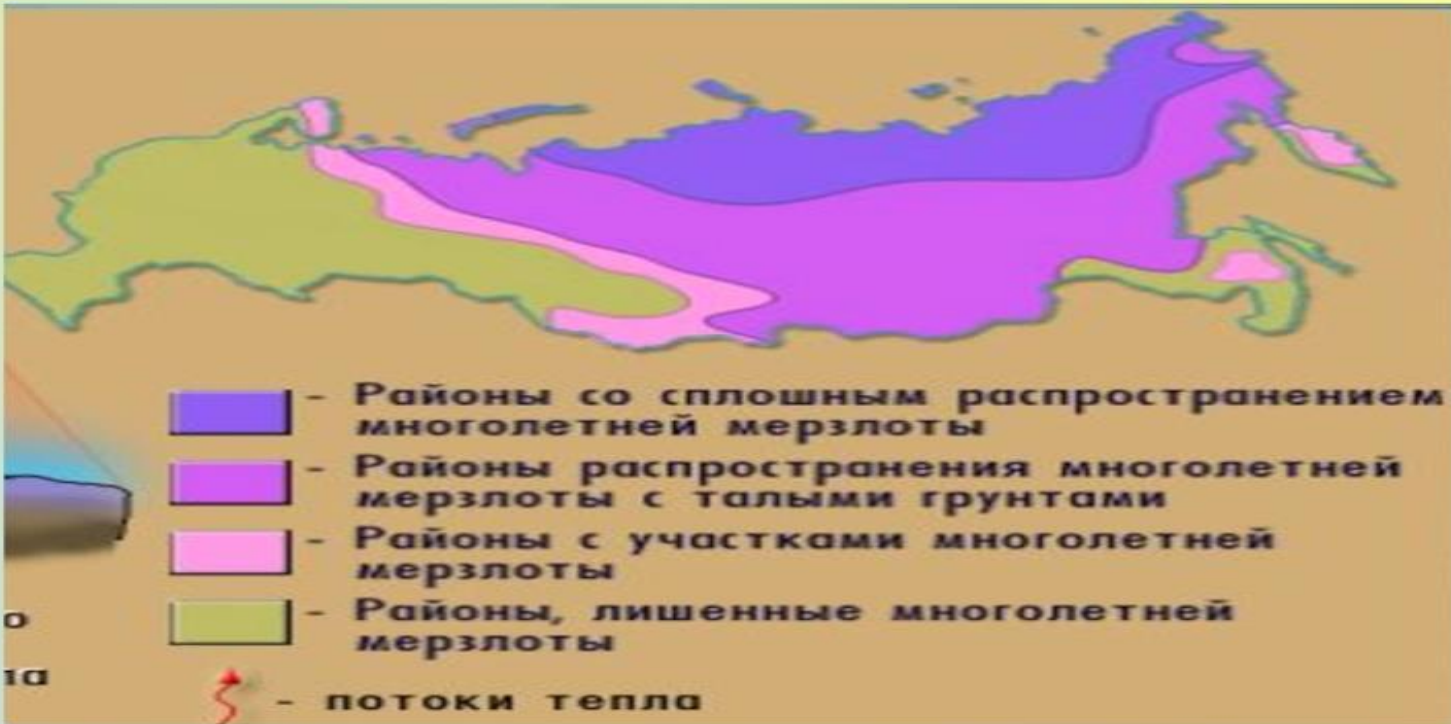 - Районы со сплошным распространением
многолетней мерзлоты
- Районы распространения многолетней
мерзлоты с талыми грунтами
- Районы с участками многолетней
мерзлоты
- Районы, лишенные многолетней
мерзлоты
- потоки тепла